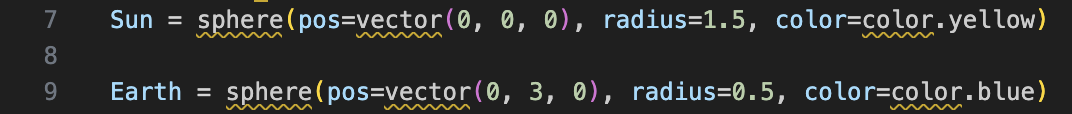 7 Sun = sphere(pos=vector(0, 0, 0), radius=1.5, color=color.yellow)
8
9 Earth = sphere(pos=vector(0, 3, 0), radius=0.5, color=color.blue)